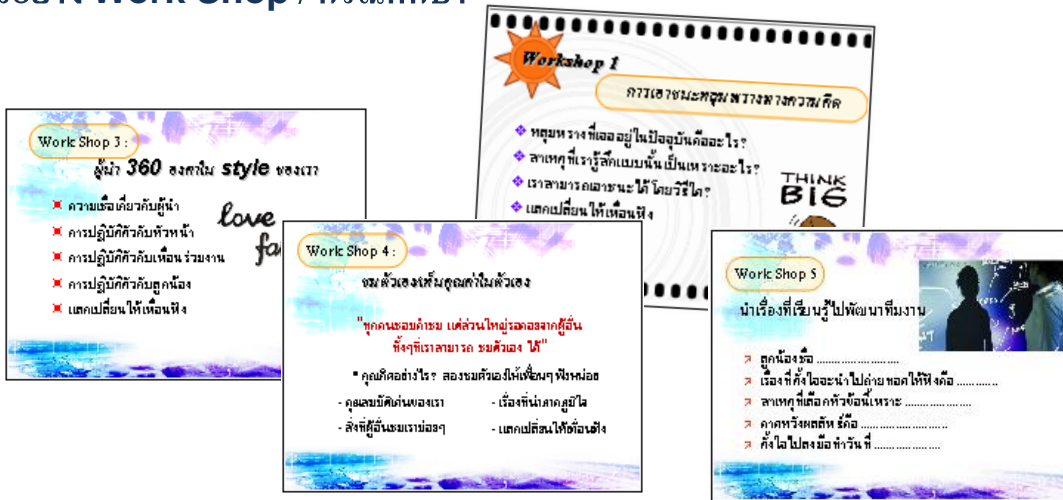 Work Shop /
Workshop 1
การเอาชนะหลุมพรางทางความคิด
หลุมพรางที่เจออยู่ในปัจจุบันคืออะไร?
สาเหตุที่เรารู้สึกแบบนั้นเป็นเพราะอะไร?
เราสามารถเอาชนะได้โดยวิธีใด?
แลกเปลี่ยนให้เพื่อนฟัง
THINK
BIG
Work Shop 3 :
ผู้นำ 360 องศาใน style ของเรา
ความเชื่อเกี่ยวกับผู้นำ
การปฏิบัติตัวกับหัวหน้า
การปฏิบัติตัวกับเพื่อนร่วมงาน
การปฏิบัติตัวกับลูกน้อง
แลกเปลี่ยนให้เพื่อนฟัง
love
Work Shop 4 :
ชมตัวเองเห็นคุณค่าในตัวเอง
"ทุกคนชอบคำชม แต่ส่วนใหญ่รอคอยจากผู้อื่น
ทั้งๆที่เราสามารถ ชมตัวเอง ได้"
คุณคิดอย่างไร? ลองชมตัวเองให้เพื่อนๆ ฟังหน่อย
- คุณสมบัติเด่นของเรา - เรื่องที่น่าภาคภูมิใจ
- สิ่งที่ผู้อื่นชมเราบ่อยๆ - แลกเปลี่ยนให้เพื่อนฟัง
Work Shop 5
นำเรื่องที่เรียนรู้ไปพัฒนาทีมงาน
ลูกน้องชื่อ ........................
เรื่องที่ตั้งใจจะนำไปถ่ายทอดให้ฟังคือ ............
สาเหตุที่เลือกหัวข้อนี้เพราะ ...................
คาดหวังผลลัพธ์คือ .........................
ตั้งใจไปลงมือทำวันที่ ...................